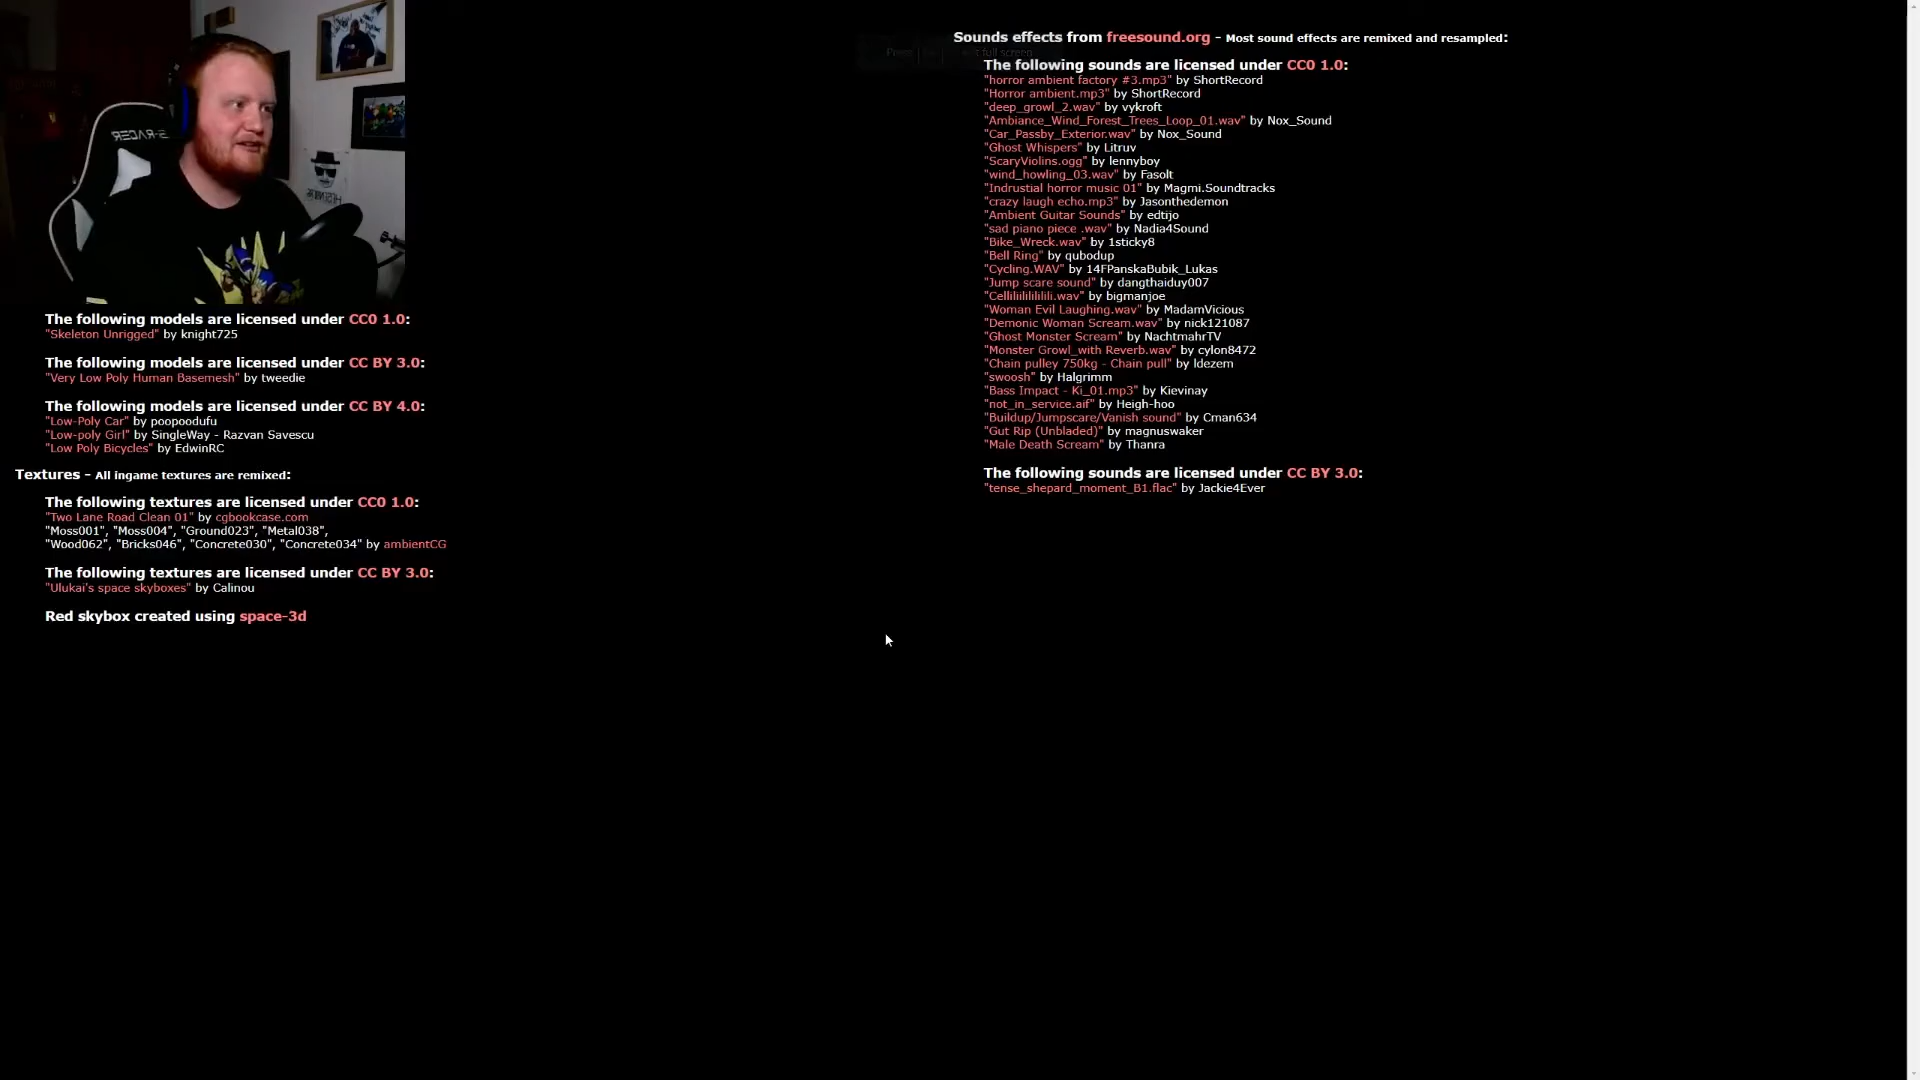 The following models are licensed under CC0 1.0:
"Skeleton Unrigged" by knight725
The following models are licensed under CC BY 3.0:
"Very Low Poly Human Basemesh" by tweedie
The following models are licensed under CC BY 4.0:
"Low-Poly Car" by poopoodufu
"Low-poly Girl" by SingleWay - Razvan Savescu
"Low Poly Bicycles" by EdwinRC
Textures - All ingame textures are remixed:
The following textures are licensed under CC0 1.0:
"Two Lane Road Clean 01" by cgbookcase.com
"Moss001", "Moss004", "Ground023", "Metal038",
"Wood062", "Bricks046", "Concrete030", "Concrete034" by ambientCG
The following textures are licensed under CC BY 3.0:
"Ulukai's space skyboxes" by Calinou
Red skybox created using space-3d
Sounds effects from freesound.org - Most sound effects are remixed and resampled:
Press full screen
The following sounds are licensed under CC0 1.0:
"horror ambient factory #3.mp3" by ShortRecord
"Horror ambient.mp3" by ShortRecord
"deep_growl_2.wav" by vykroft
"Ambiance_Wind_Forest_Trees_Loop_01.wav" by Nox_Sound
"Car_Passby_Exterior.wav" by Nox_Sound
"Ghost Whispers" by Litruv
"ScaryViolins.ogg" by lennyboy
"wind_howling_03.wav" by Fasolt
"Indrustial horror music 01" by Magmi.Soundtracks
"crazy laugh echo.mp3" by Jasonthedemon
"Ambient Guitar Sounds" by edtijo
"sad piano piece .wav" by Nadia4Sound
"Bike_Wreck.wav" by 1sticky8
"Bell Ring" by qubodup
"Cycling.WAV" by 14FPanskaBubik_Lukas
"Jump scare sound" by dangthaiduy007
by bigmanjoe
"Woman Evil Laughing.wav" by MadamVicious
"Demonic Woman Scream.wav" by nick121087
"Ghost Monster Scream" by NachtmahrTV
"Monster Growl_with Reverb.wav" by cylon8472
"Chain pulley 750kg - Chain pull" by ldezem
"swoosh" by Halgrimm
"Bass Impact - Ki_01.mp3" by Kievinay
"not_in_service.aif" by Heigh-hoo
"Buildup/Jumpscare/Vanish sound" by Cman634
"Gut Rip (Unbladed)" by magnuswaker
"Male Death Scream" by Thanra
The following sounds are licensed under CC BY 3.0:
"tense_shepard_moment_B1.flac" by Jackie4Ever